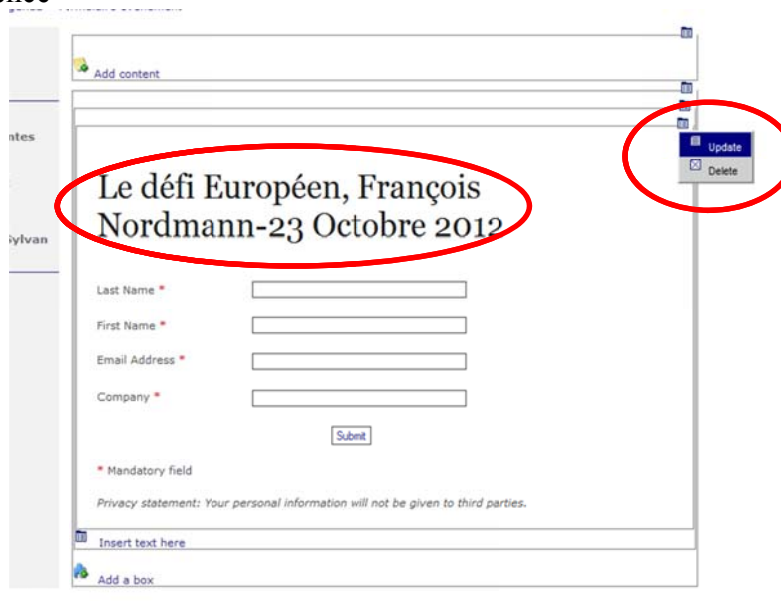 Add content
ntes
Update
Delete
Le défi Européen, François
Nordmann-23 Octobre 2012
Sylvan
Last Name *
First Name *
Email Address *
Company *
Submit
* Mandatory field
Privacy statement: Your personal information will not be given to third parties.
Insert text here
Add a box